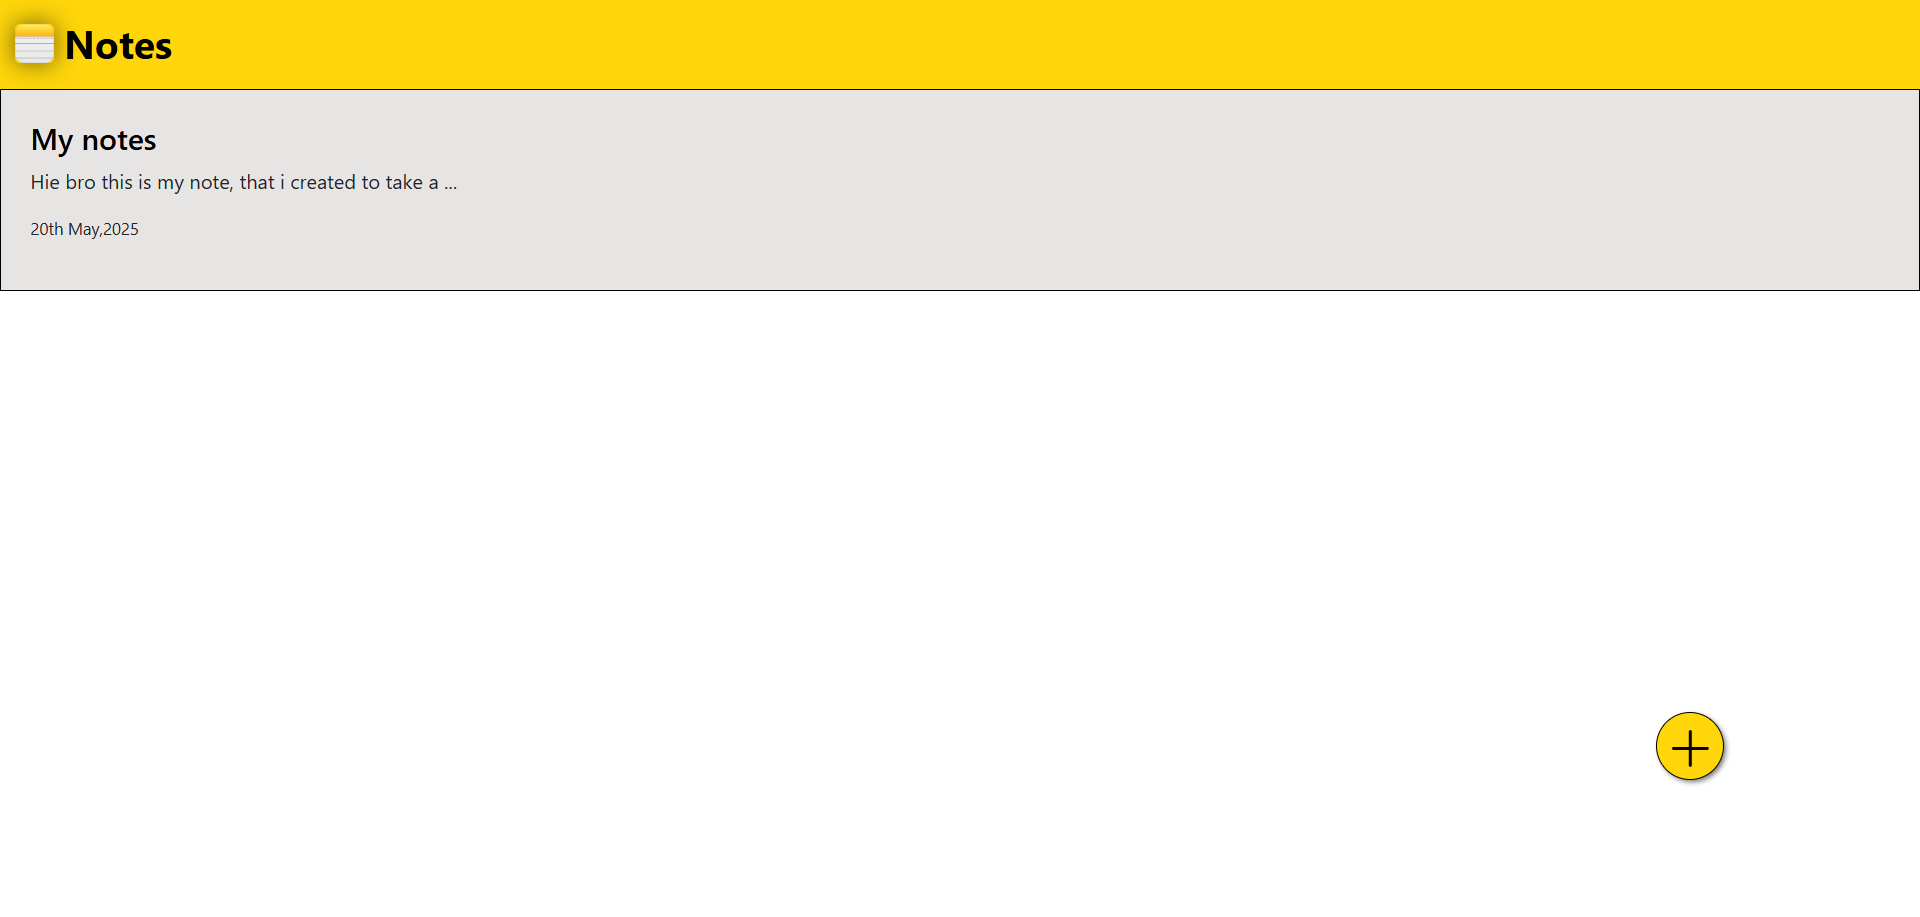 Notes
My notes
Hie bro this is my note, that i created to take a ...
20th May,2025